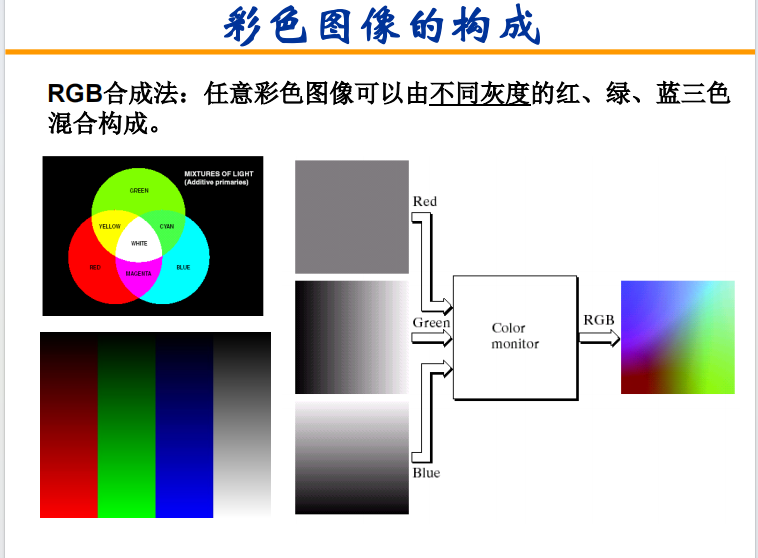 彩色图像的构成
RGB合成法：任意彩色图像可以由不同灰度的红、绿、蓝三色
混合构成。
MIXTURES OF LIGHT
(Additive primaries)
GREEN
YELLOW
CYAN
WHITE
RED
BLUE
MAGENTA
Red
Green
Blue
Color
monitor
RGB